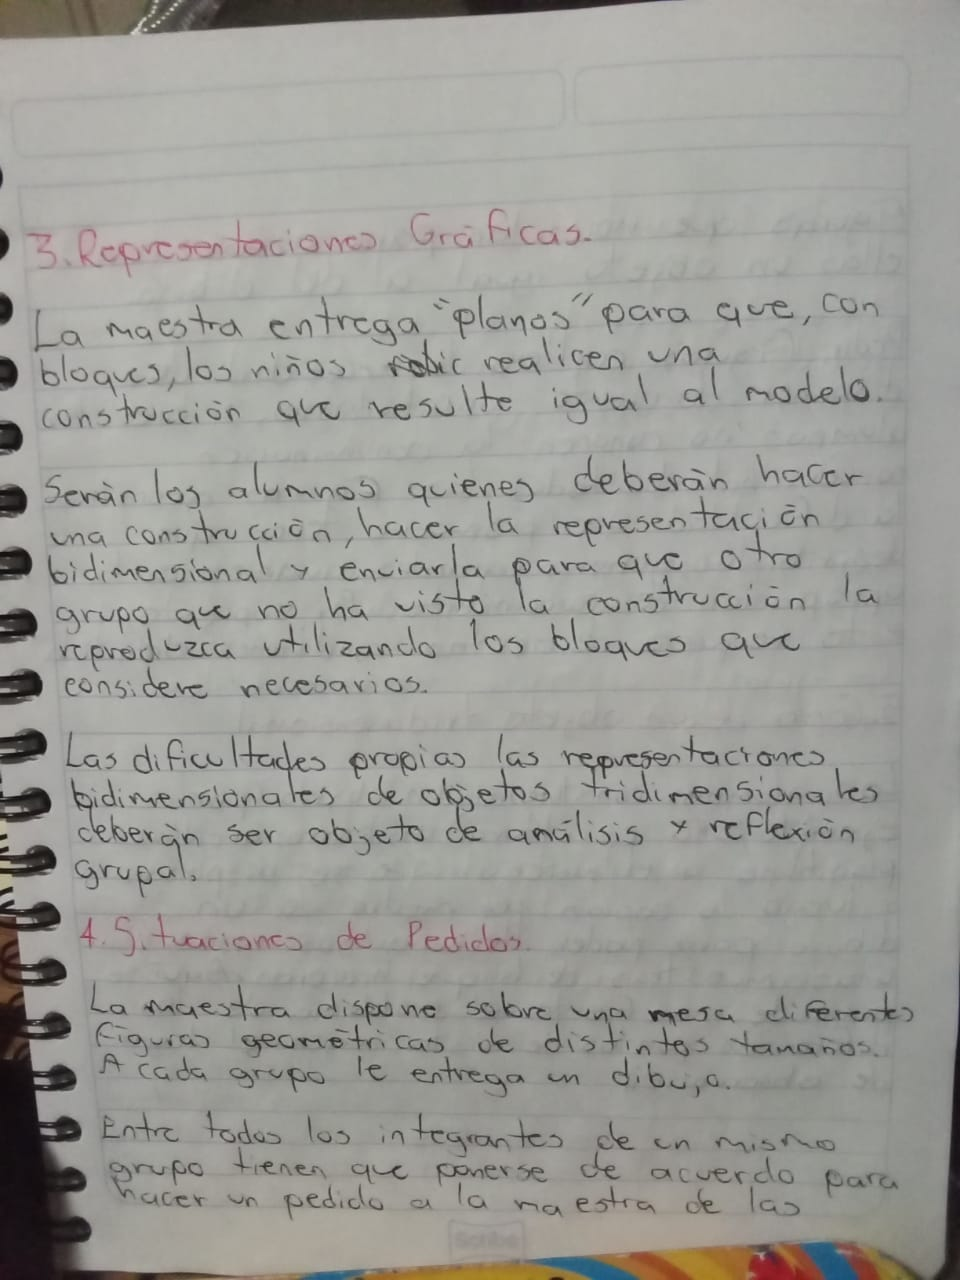 3. Representaciones Gráficas.
La maestra entrega "planos" para que, con
bloques, los niños realicen una
construcción que resulte igual al modelo.
Serán los alumnos quienes deberán hacer
una construcción, hacer la representación
bidimensional y enviarla para que otro
grupo que no ha visto la construcción la
reproduzca utilizando los bloques que
considere necesarios.
Las dificultades propias las representaciones
bidimensionales de objetos tridimensionales
deberán ser objeto de análisis y reflexión
grupal.
4. Situaciones de Pedidos.
La maestra dispone sobre una mesa diferentes
figuras geométricas de distintos tamaños.
A cada grupo le entrega un dibujo.
Entre todos los integrantes de un mismo
grupo tienen que ponerse de acuerdo para
hacer un pedido a la maestra de las
Scribe